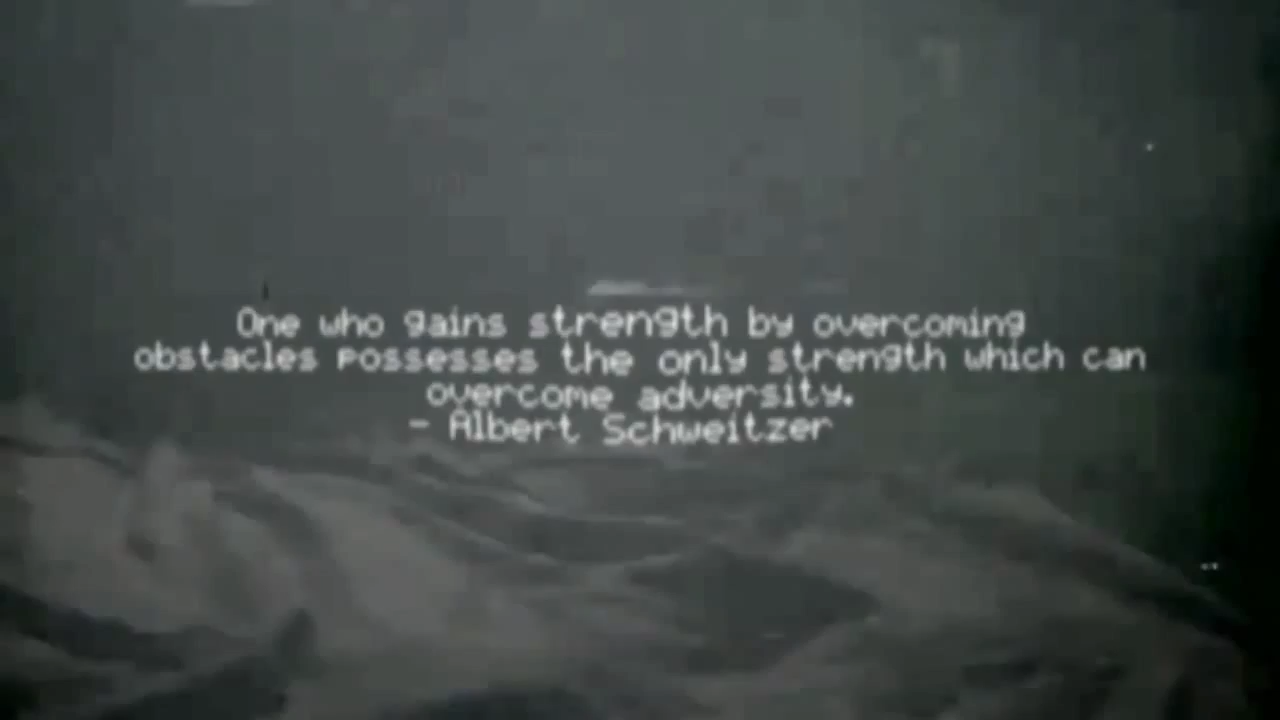 One who gains strength by overcoming
obstacles possesses the only strength which can
overcome adversity.
- Albert Schweitzer